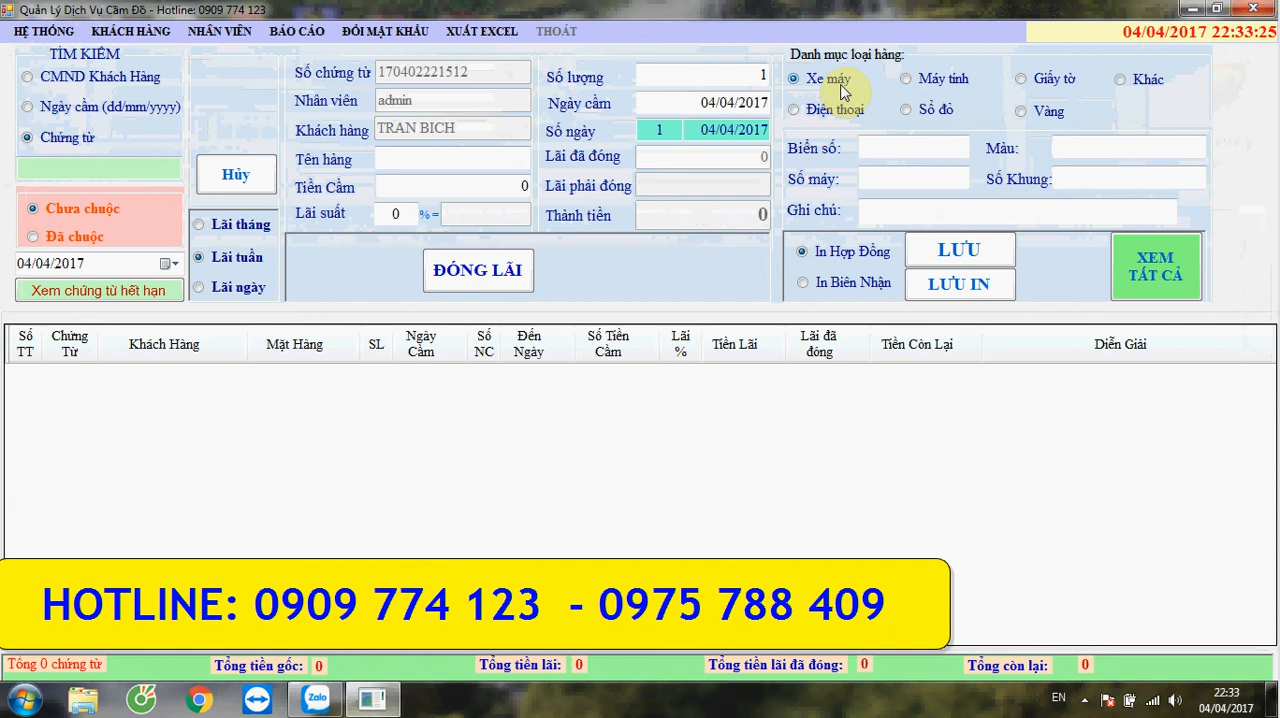 Quản Lý Dịch Vụ Cầm Đồ - Hotline: 0909 774 123
HỆ THỐNG KHÁCH HÀNG NHÂN VIÊN BÁO CÁO ĐỔI MẬT KHẨU XUẤT EXCEL THOÁT
04/04/2017 22:33:25
TÌM KIẾM
CMND Khách Hàng
Ngày cầm (dd/mm/yyyy)
Chứng từ
Chưa chuộc
Đã chuộc
04/04/2017
Xem chứng từ hết hạn
Hủy
Lãi tháng
Lãi tuần
Lãi ngày
Số chứng từ 170402221512
Nhân viên admin
Khách hàng TRAN BICH
Tên hàng
Tiền Cầm 0
Lãi suất 0 % =
ĐÓNG LÃI
Số lượng 1
Ngày cầm 04/04/2017
Số ngày 1 04/04/2017
Lãi đã đóng 0
Lãi phải đóng
Thành tiền 0
Danh mục loại hàng:
Xe máy Máy tính Giấy tờ Khác
Điện thoại Sổ đỏ Vàng
Biển số: Màu:
Số máy: Số Khung:
Ghi chú:
In Hợp Đồng
In Biên Nhận
LƯU
LƯU IN
XEM
TẤT CẢ
Số TT Chứng Từ Khách Hàng Mặt Hàng SL Ngày Cầm Số NC Đến Ngày Số Tiền Cầm Lãi % Tiền Lãi Lãi đã đóng Tiền Còn Lại Diễn Giải
HOTLINE: 0909 774 123 - 0975 788 409
Tổng 0 chứng từ Tổng tiền gốc: 0 Tổng tiền lãi: 0 Tổng tiền lãi đã đóng: 0 Tổng còn lại: 0
Zalo
EN
22:33
04/04/2017